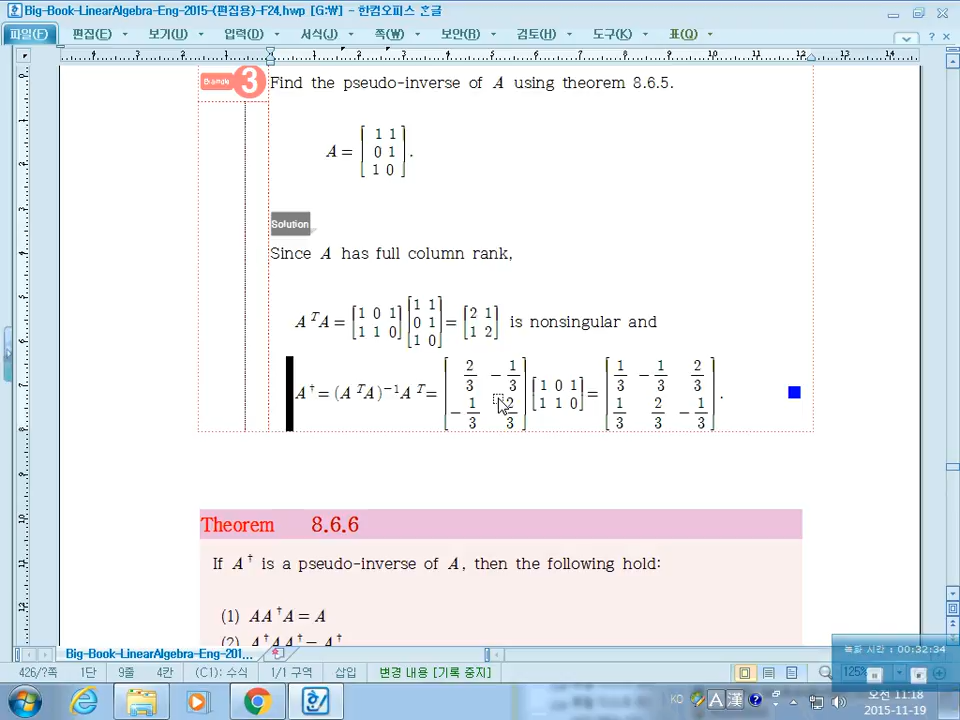 Big-Book-LinearAlgebra-Eng-2015-(편집용)-F24.hwp [G:₩] - 한컴오피스 한글
파일(F) 편집(E) 보기(U) 입력(D) 서식(J) 쪽(W) 보안(R) 검토(H) 도구(K) 표(Q)
Example 3 Find the pseudo-inverse of A using theorem 8.6.5.
A = [1 1; 0 1; 1 0].
Solution
Since A has full column rank,
A^T A = [1 0 1; 1 1 0] [1 1; 0 1; 1 0] = [2 1; 1 2] is nonsingular and
A† = (A^T A)^−1 A^T = [2/3 −1/3; −1/3 2/3] [1 0 1; 1 1 0] = [1/3 −1/3 2/3; 1/3 2/3 −1/3].
Theorem 8.6.6
If A† is a pseudo-inverse of A, then the following hold:
(1) AA†A = A
(2) A†AA† = A†
Big-Book-LinearAlgebra-Eng-201...
녹화 시간 : 00:32:34
426/2쪽 1단 9줄 4칸 (C1): 수식 1/1 구역 삽입 변경 내용 [기록 중지] 125%
KO A 漢
오전 11:18
2015-11-19